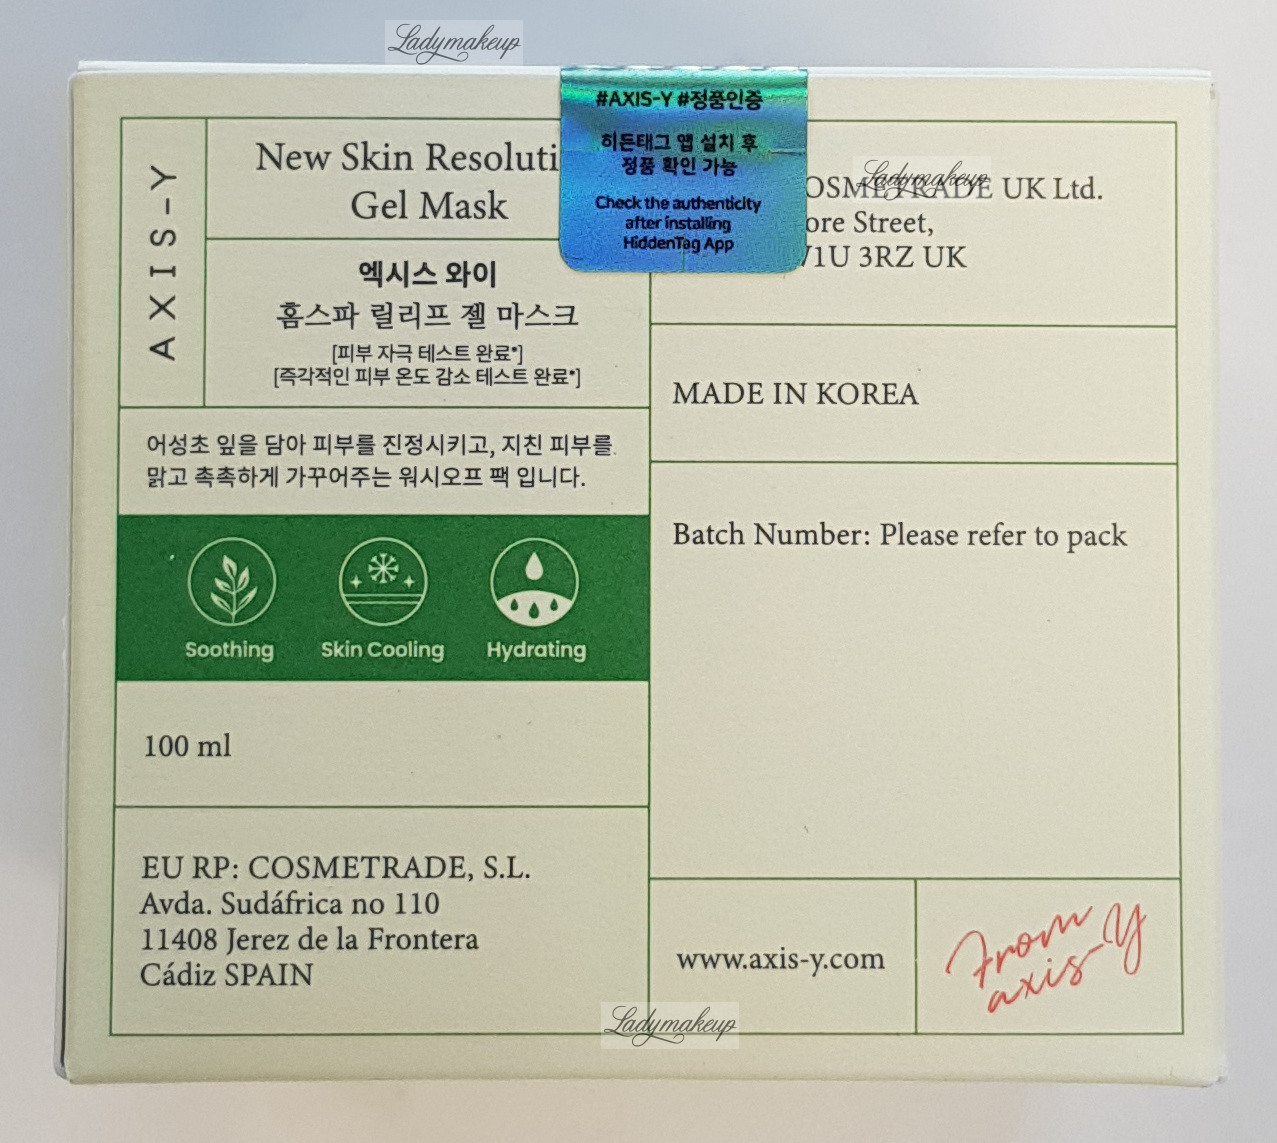 Ladymakeup
AXIS-Y
New Skin
Gel Mask
엑시스 와이
홈스파 릴리프 젤 마스크
[피부 자극 테스트 완료*]
[즉각적인 피부 온도 감소 테스트 완료*]
어성초 잎을 담아 피부를 진정시키고, 지친 피부를
맑고 촉촉하게 가꾸어주는 워시오프 팩 입니다.
Soothing
Skin Cooling
Hydrating
100 ml
EU RP: COSMETRADE, S.L.
Avda. Sudáfrica no 110
11408 Jerez de la Frontera
Cádiz SPAIN
#AXIS-Y #정품인증
히든태그 앱 설치 후
정품 확인 가능
Check the authenticity
after installing
HiddenTag App
Ladymakeup
UK Ltd.
Street,
3RZ UK
MADE IN KOREA
Batch Number: Please refer to pack
www.axis-y.com
From
axis-Y
Ladymakeup